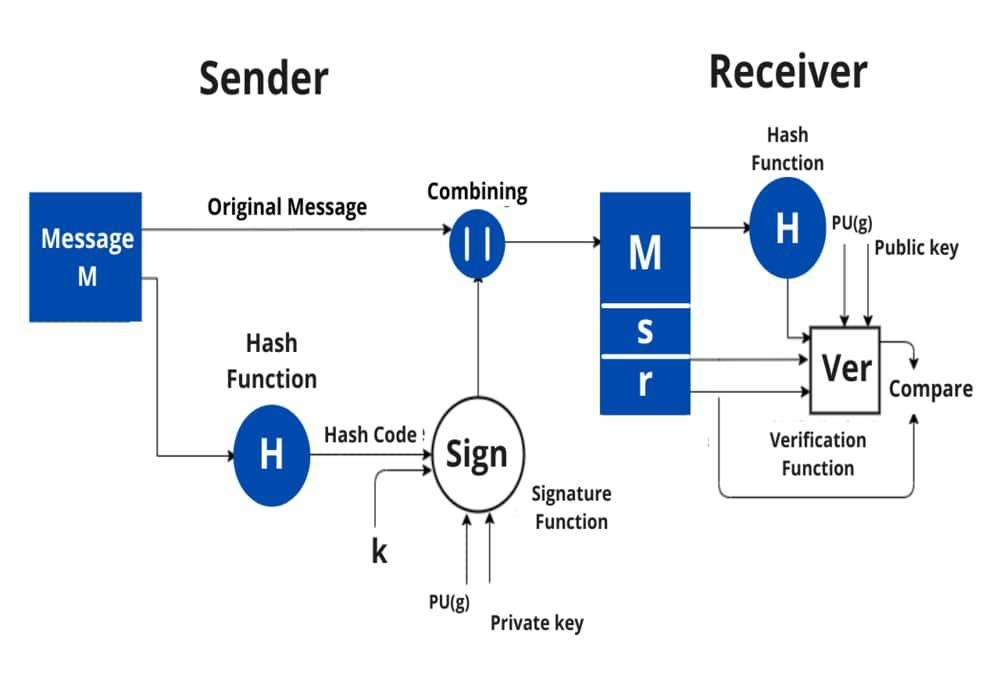 Sender
Receiver
Hash
Function
Combining
Original Message
Message
M
| |
M
H
PU(g)
Public key
s
r
Ver
Compare
Hash
Function
H
Hash Code
Sign
Verification
Function
Signature
Function
k
PU(g)
Private key